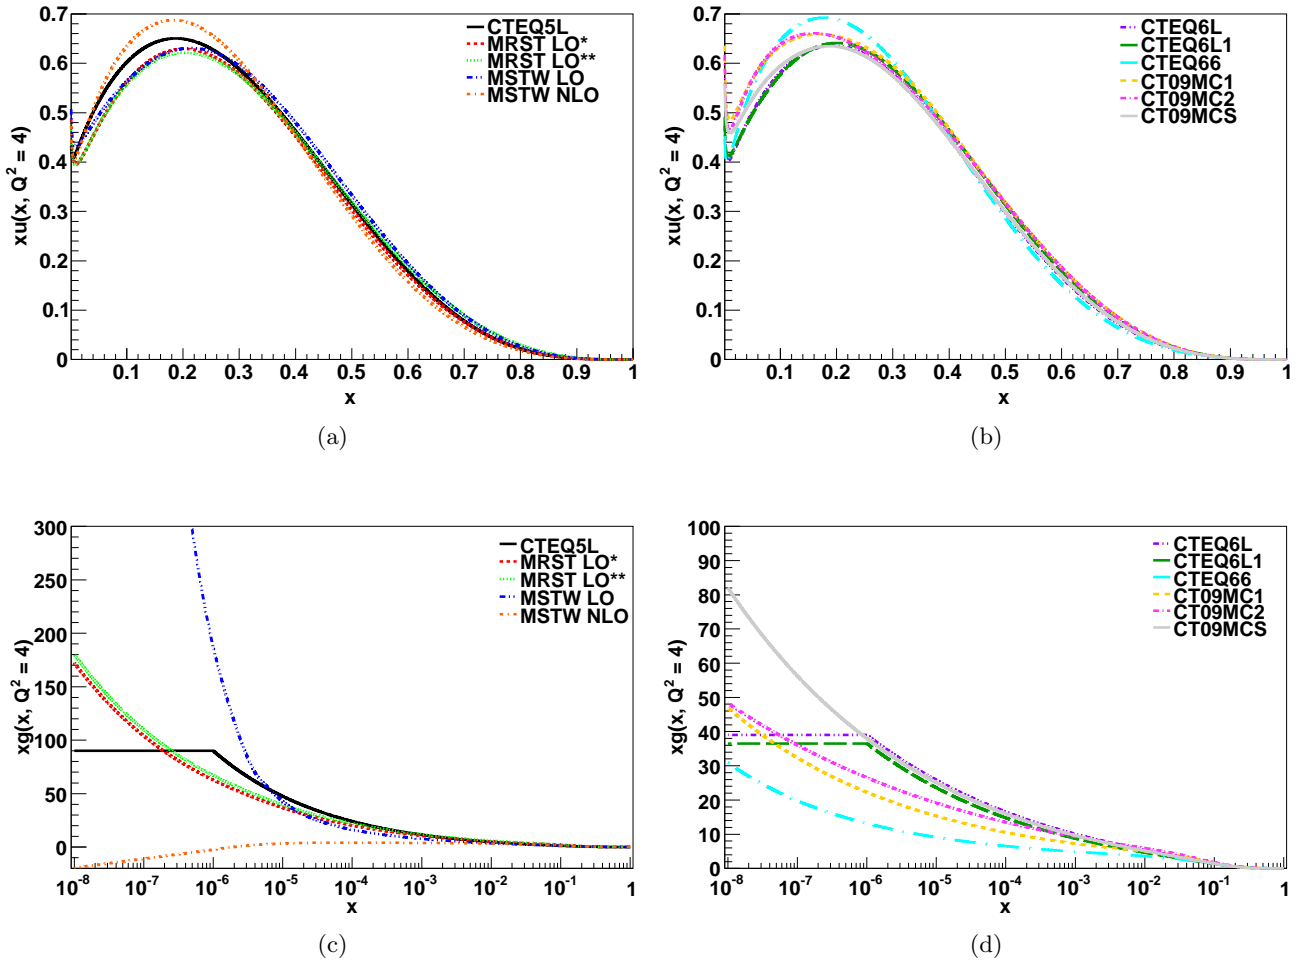 xu(x, Q² = 4)
0.7
0.6
0.5
0.4
0.3
0.2
0.1
0
CTEQ5L
MRST LO*
MRST LO**
MSTW LO
MSTW NLO
0.1 0.2 0.3 0.4 0.5 0.6 0.7 0.8 0.9 1
x
(a)
xu(x, Q² = 4)
0.7
0.6
0.5
0.4
0.3
0.2
0.1
0
CTEQ6L
CTEQ6L1
CTEQ66
CT09MC1
CT09MC2
CT09MCS
0.1 0.2 0.3 0.4 0.5 0.6 0.7 0.8 0.9 1
x
(b)
xg(x, Q² = 4)
300
250
200
150
100
50
0
CTEQ5L
MRST LO*
MRST LO**
MSTW LO
MSTW NLO
10⁻⁸ 10⁻⁷ 10⁻⁶ 10⁻⁵ 10⁻⁴ 10⁻³ 10⁻² 10⁻¹ 1
x
(c)
xg(x, Q² = 4)
100
90
80
70
60
50
40
30
20
10
0
CTEQ6L
CTEQ6L1
CTEQ66
CT09MC1
CT09MC2
CT09MCS
10⁻⁸ 10⁻⁷ 10⁻⁶ 10⁻⁵ 10⁻⁴ 10⁻³ 10⁻² 10⁻¹ 1
x
(d)